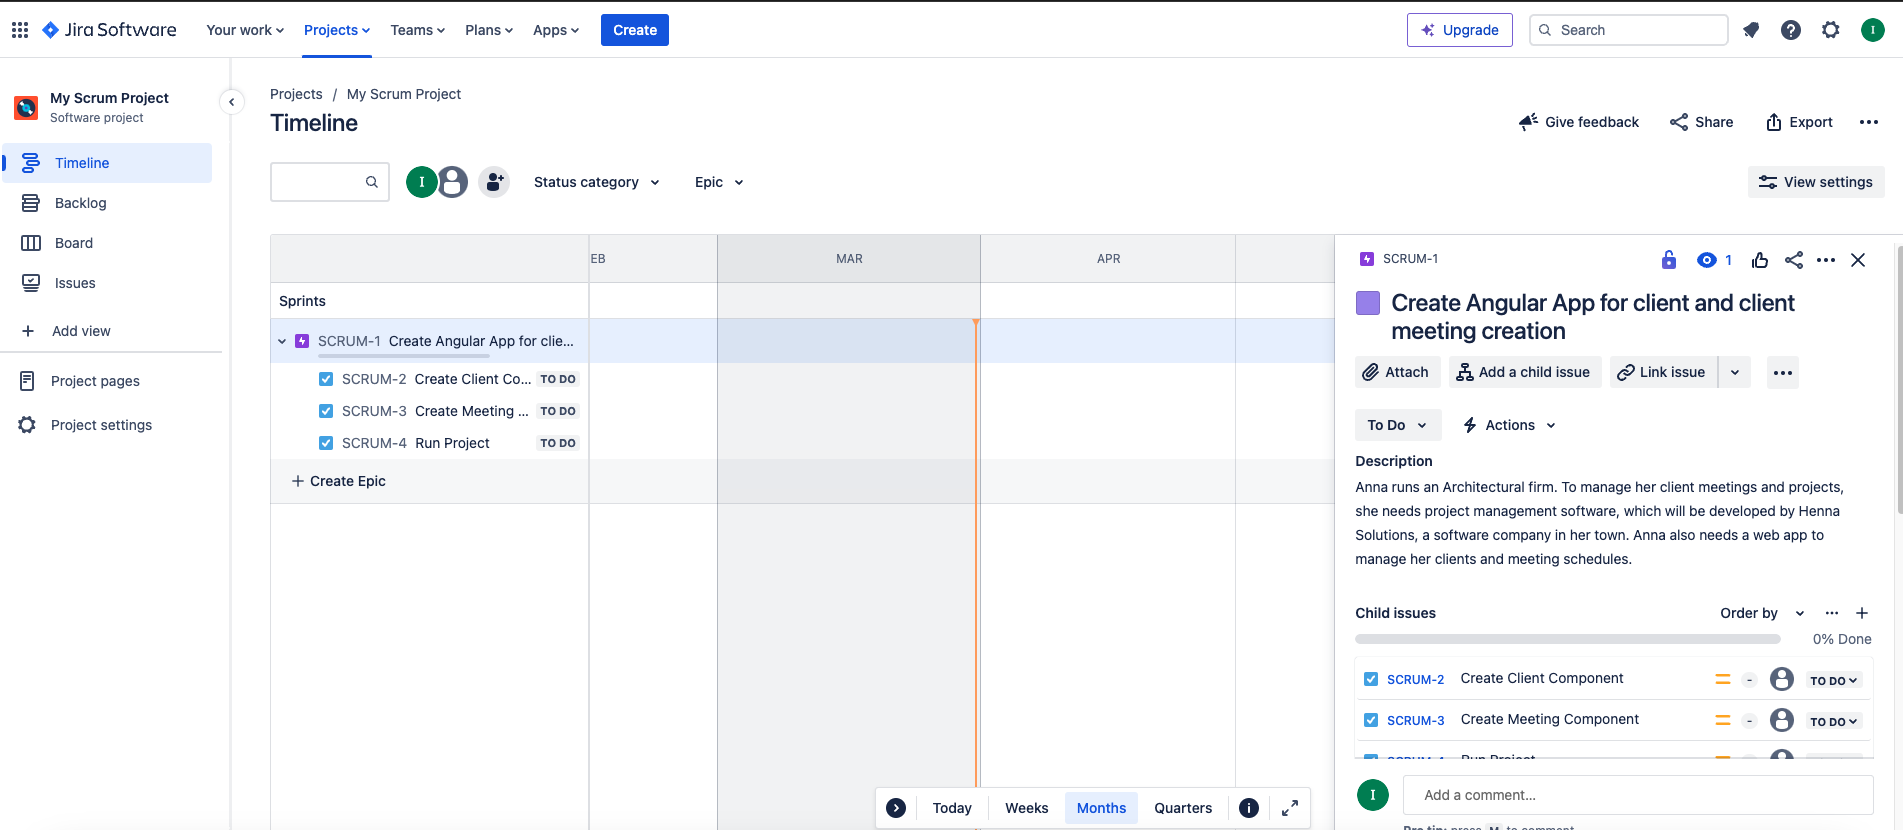 Jira Software
Your work
Projects
Teams
Plans
Apps
Create
Upgrade
Search
I
My Scrum Project
Software project
Timeline
Backlog
Board
Issues
Add view
Project pages
Project settings
Projects / My Scrum Project
Timeline
Give feedback
Share
Export
I
Status category
Epic
View settings
EB
MAR
APR
Sprints
SCRUM-1 Create Angular App for clie...
SCRUM-2 Create Client Co... TO DO
SCRUM-3 Create Meeting ... TO DO
SCRUM-4 Run Project TO DO
Create Epic
Today
Weeks
Months
Quarters
SCRUM-1
1
Create Angular App for client and client
meeting creation
Attach
Add a child issue
Link issue
To Do
Actions
Description
Anna runs an Architectural firm. To manage her client meetings and projects,
she needs project management software, which will be developed by Henna
Solutions, a software company in her town. Anna also needs a web app to
manage her clients and meeting schedules.
Child issues
Order by
0% Done
SCRUM-2 Create Client Component - TO DO
SCRUM-3 Create Meeting Component - TO DO
SCRUM-4 Run Project
I
Add a comment...
Pro tip: press M to comment